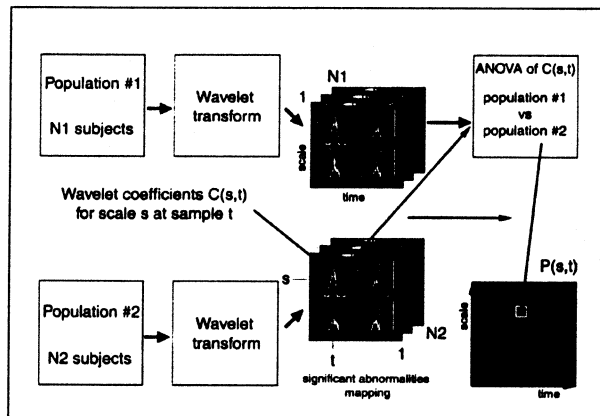 Population #1
N1 subjects
Wavelet
transform
N1
1
scale
time
ANOVA of C(s,t)
population #1
vs
population #2
Wavelet coefficients C(s,t)
for scale s at sample t
Population #2
N2 subjects
Wavelet
transform
s
t
1
N2
significant abnormalities
mapping
P(s,t)
scale
time